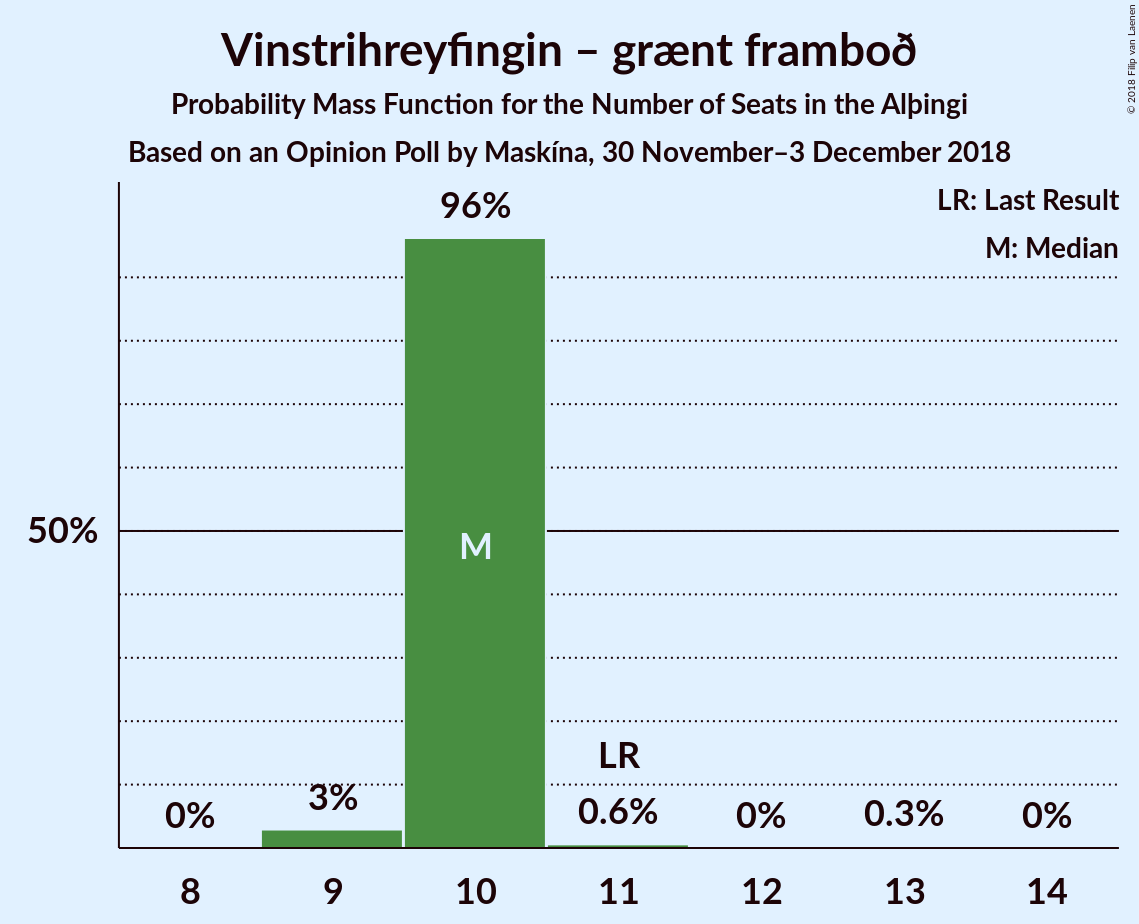 Vinstrihreyfingin – grænt framboð
Probability Mass Function for the Number of Seats in the Alþingi
Based on an Opinion Poll by Maskína, 30 November–3 December 2018
© 2018 Filip van Laenen
LR: Last Result
M: Median
96%
50%
M
LR
0%
3%
0.6%
0%
0.3%
0%
8
9
10
11
12
13
14